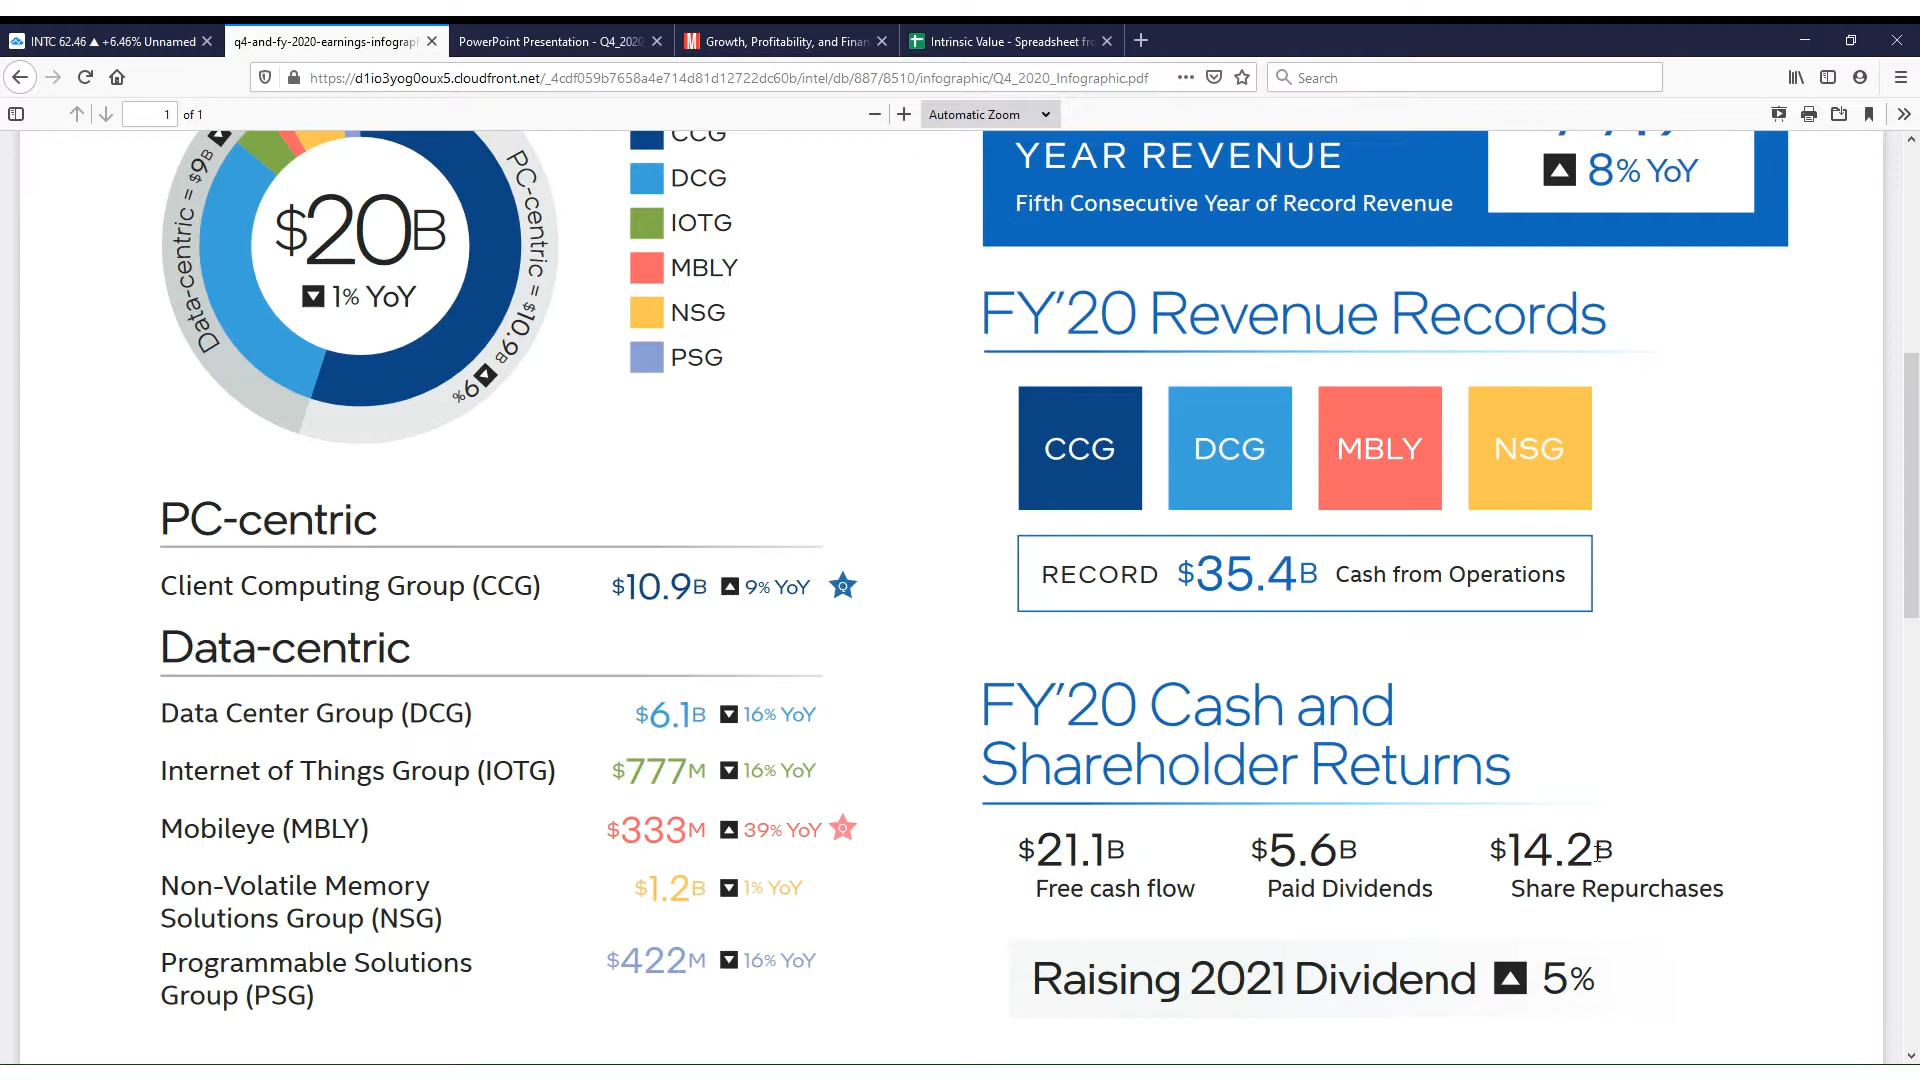 INTC 62.46 ▲ +6.46% Unnamed
q4-and-fy-2020-earnings-infograph
PowerPoint Presentation - Q4_2020
Growth, Profitability, and Finan
Intrinsic Value - Spreadsheet fro
https://d1io3yog0oux5.cloudfront.net/_4cdf059b7658a4e714d81d12722dc60b/intel/db/887/8510/infographic/Q4_2020_Infographic.pdf
Search
1 of 1
Automatic Zoom
Data-centric = $9B
PC-centric = $10.9B ▲ 9%
$20B
▼ 1% YoY
CCG
DCG
IOTG
MBLY
NSG
PSG
PC-centric
Client Computing Group (CCG) $10.9B ▲ 9% YoY Q
Data-centric
Data Center Group (DCG) $6.1B ▼ 16% YoY
Internet of Things Group (IOTG) $777M ▼ 16% YoY
Mobileye (MBLY) $333M ▲ 39% YoY Q
Non-Volatile Memory
Solutions Group (NSG) $1.2B ▼ 1% YoY
Programmable Solutions
Group (PSG) $422M ▼ 16% YoY
YEAR REVENUE
Fifth Consecutive Year of Record Revenue
▲ 8% YoY
FY'20 Revenue Records
CCG DCG MBLY NSG
RECORD $35.4B Cash from Operations
FY'20 Cash and
Shareholder Returns
$21.1B $5.6B $14.2B
Free cash flow Paid Dividends Share Repurchases
Raising 2021 Dividend ▲ 5%